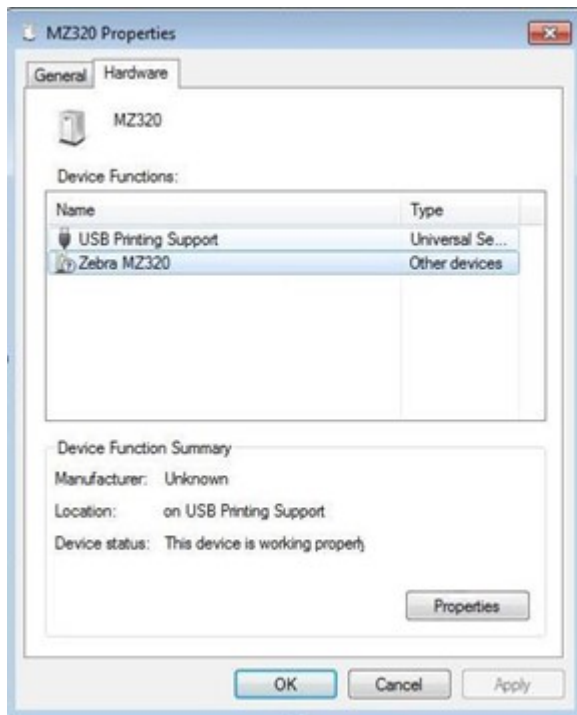 MZ320 Properties
General Hardware
MZ320
Device Functions:
Name Type
USB Printing Support Universal Se...
Zebra MZ320 Other devices
Device Function Summary
Manufacturer: Unknown
Location: on USB Printing Support
Device status: This device is working properly
Properties
OK Cancel Apply